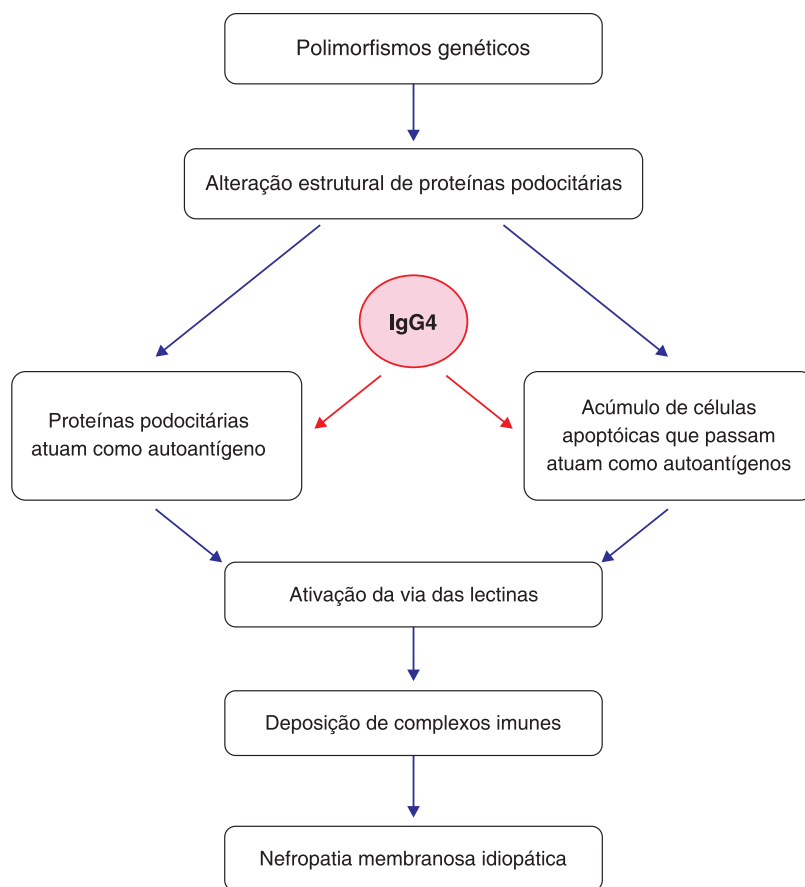 Polimorfismos genéticos
Alteração estrutural de proteínas podocitárias
IgG4
Proteínas podocitárias
atuam como autoantígeno
Acúmulo de células
apoptóicas que passam
atuam como autoantígenos
Ativação da via das lectinas
Deposição de complexos imunes
Nefropatia membranosa idiopática